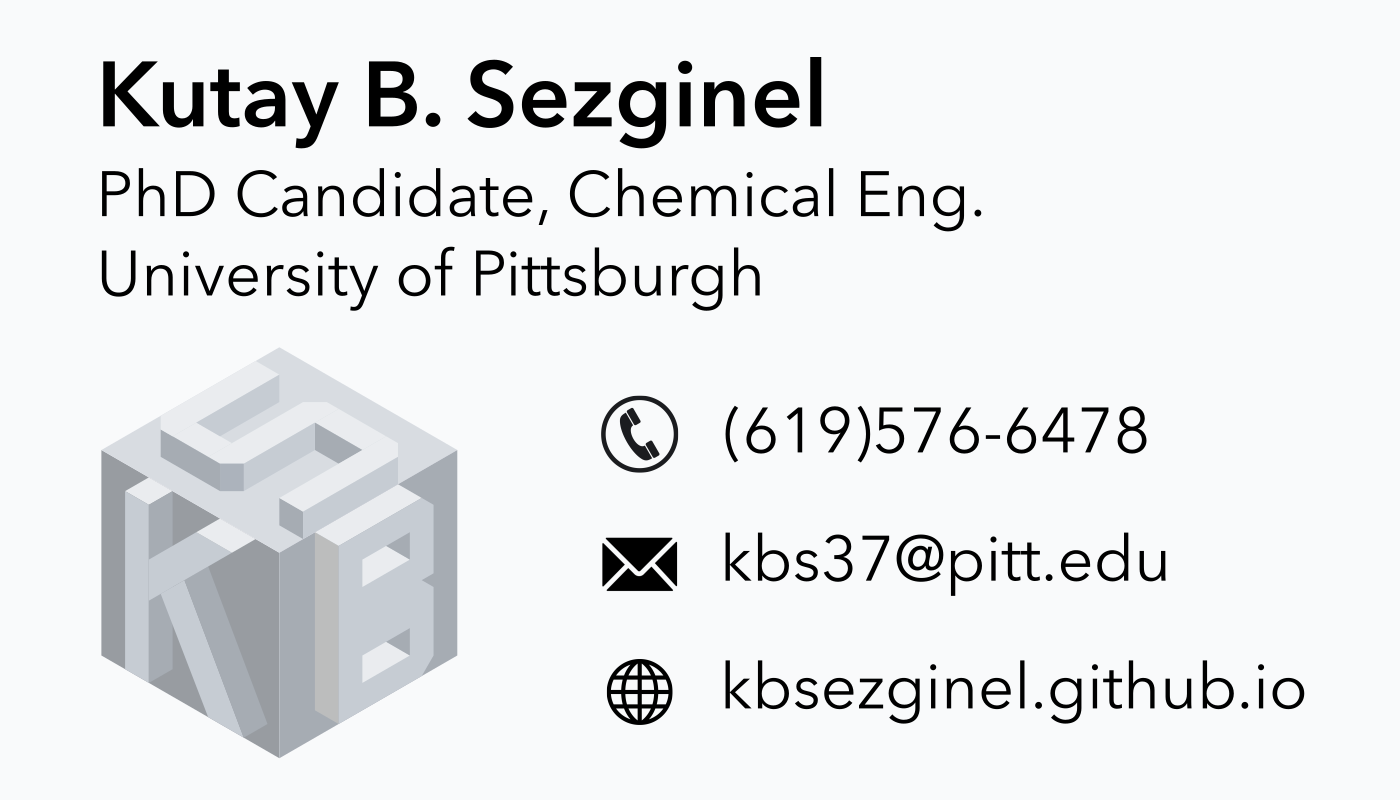 Kutay B. Sezginel
PhD Candidate, Chemical Eng.
University of Pittsburgh
S
K B
(619)576-6478
kbs37@pitt.edu
kbsezginel.github.io